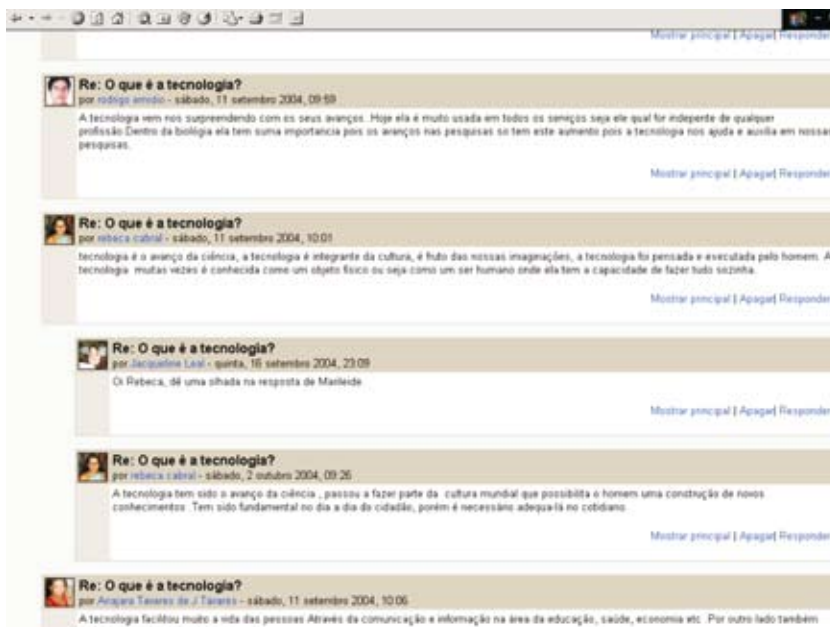 Mostrar principal | Apagar| Responder
Re: O que é a tecnologia?
por rodrigo emidio - sábado, 11 setembro 2004, 09:59
A tecnologia vem nos surpreendendo com os seus avanços. Hoje ela é muito usada em todos os serviços seja ele qual for indepente de qualquer
profissão.Dentro da biológia ela tem suma importancia pois os avanços nas pesquisas so tem este aumento pois a tecnologia nos ajuda e auxilia em nossas
pesquisas.
Mostrar principal | Apagar| Responder
Re: O que é a tecnologia?
por rebeca cabral - sábado, 11 setembro 2004, 10:01
tecnologia é o avanço da ciência, a tecnologia é integrante da cultura, é fruto das nossas imaginações, a tecnologia foi pensada e executada pelo homem. A
tecnologia mutas vezes é conhecida como um objeto físico ou seja como um ser humano onde ela tem a capacidade de fazer tudo sozinha.
Mostrar principal | Apagar| Responder
Re: O que é a tecnologia?
por Jacqueline Leal - quinta, 16 setembro 2004, 23:09
Oi Rebeca, dê uma olhada na resposta de Marileide
Mostrar principal | Apagar| Responder
Re: O que é a tecnologia?
por rebeca cabral - sábado, 2 outubro 2004, 09:26
A tecnologia tem sido o avanço da ciência , passou a fazer parte da cultura mundial que possibilita o homem uma construção de novos
conhecimentos. Tem sido fundamental no dia a dia do cidadão, porém é necessário adequa-lá no cotidiano.
Mostrar principal | Apagar| Responder
Re: O que é a tecnologia?
por Tavares de J Tavares - sábado, 11 setembro 2004, 10:06
A tecnologia facilitou muito a vida das pessoas Através da comunicação e informação na área da educação, saúde, economia etc. Por outro lado também